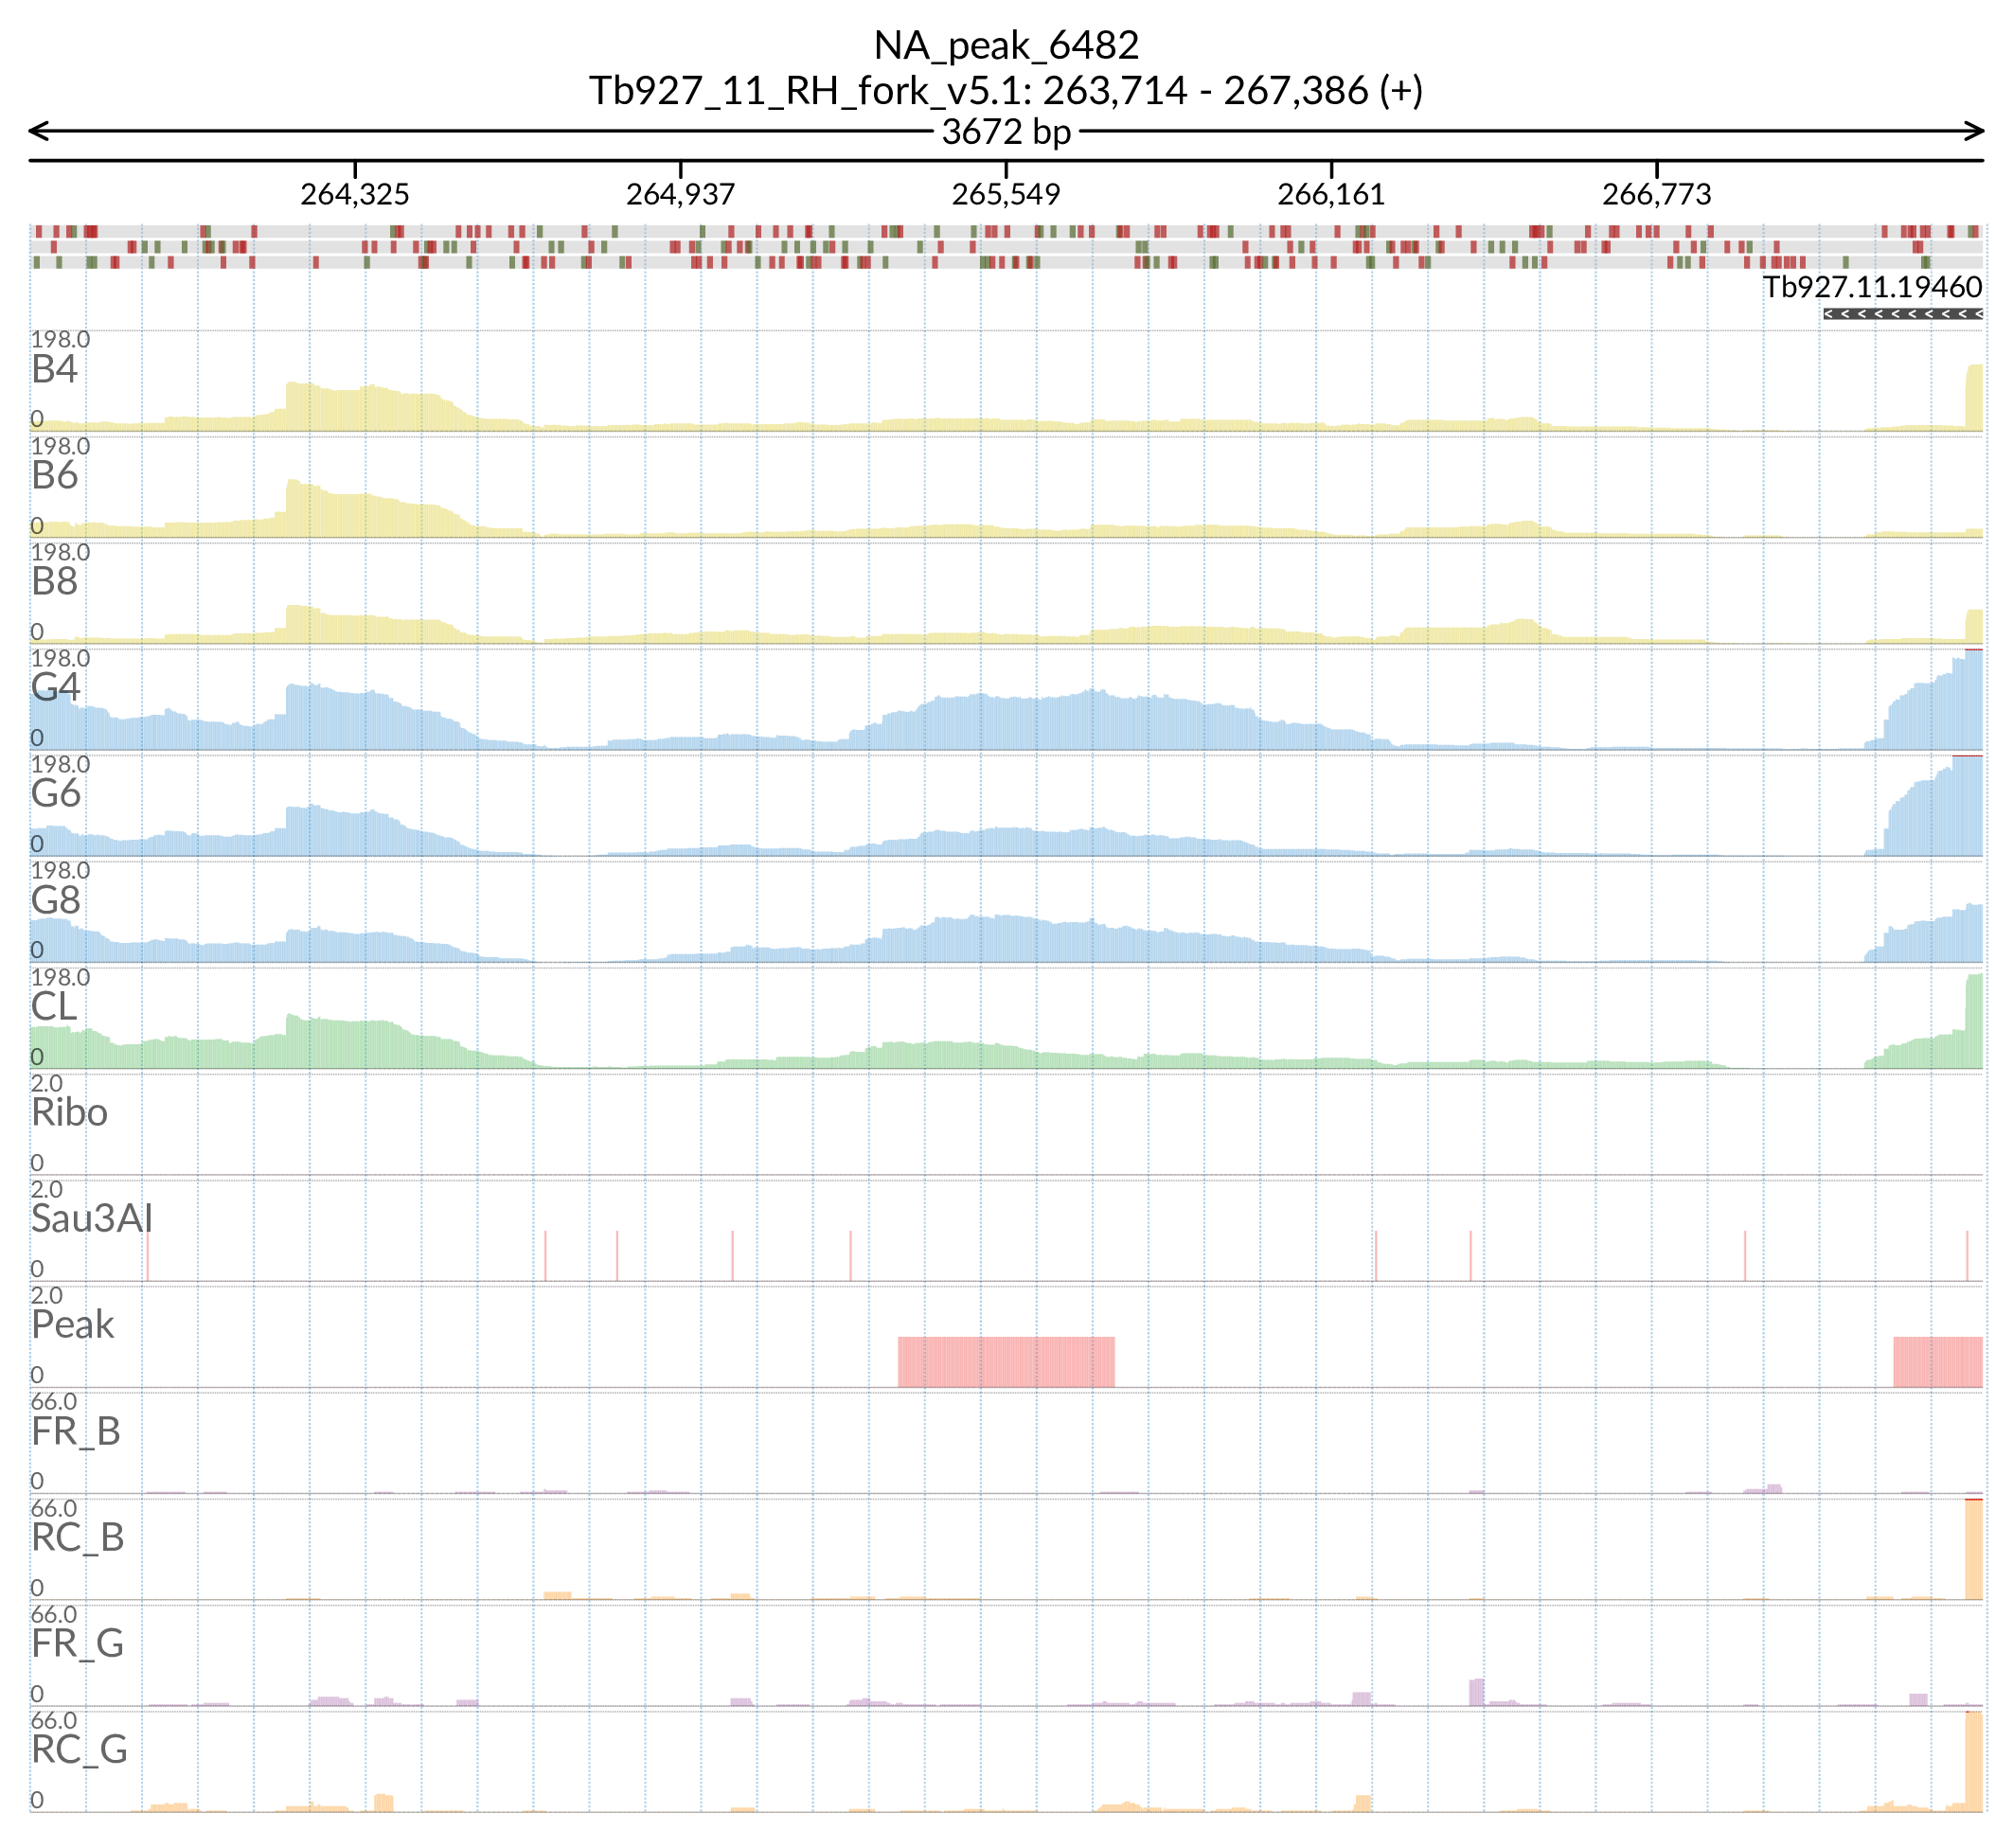 NA_peak_6482
Tb927_11_RH_fork_v5.1: 263,714 - 267,386 (+)
3672 bp
264,325 264,937 265,549 266,161 266,773
Tb927.11.19460
198.0
B4
0
198.0
B6
0
198.0
B8
0
198.0
G4
0
198.0
G6
0
198.0
G8
0
198.0
CL
0
2.0
Ribo
0
2.0
Sau3AI
0
2.0
Peak
0
66.0
FR_B
0
66.0
RC_B
0
66.0
FR_G
0
66.0
RC_G
0